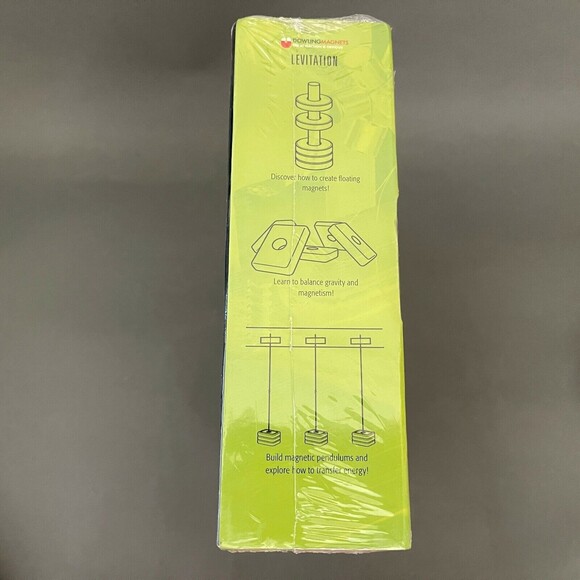 DOWLINGMAGNETS
LEVITATION
Discover how to create floating
magnets!
Learn to balance gravity and
magnetism!
Build magnetic pendulums and
explore how to transfer energy!